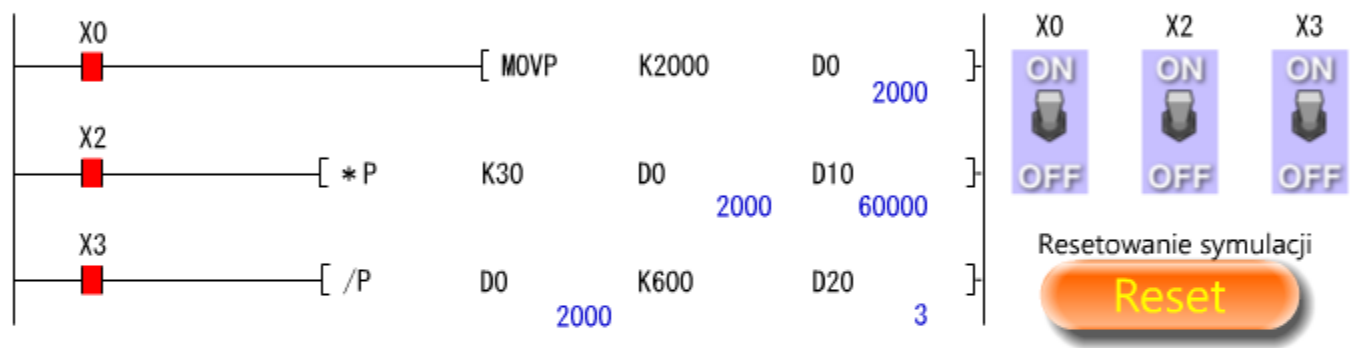 X0
[ MOVP K2000 D0 ]
2000
X2
[ *P K30 D0 D10 ]
2000 60000
X3
[ /P D0 K600 D20 ]
2000 3
X0 X2 X3
ON ON ON
OFF OFF OFF
Resetowanie symulacji
Reset